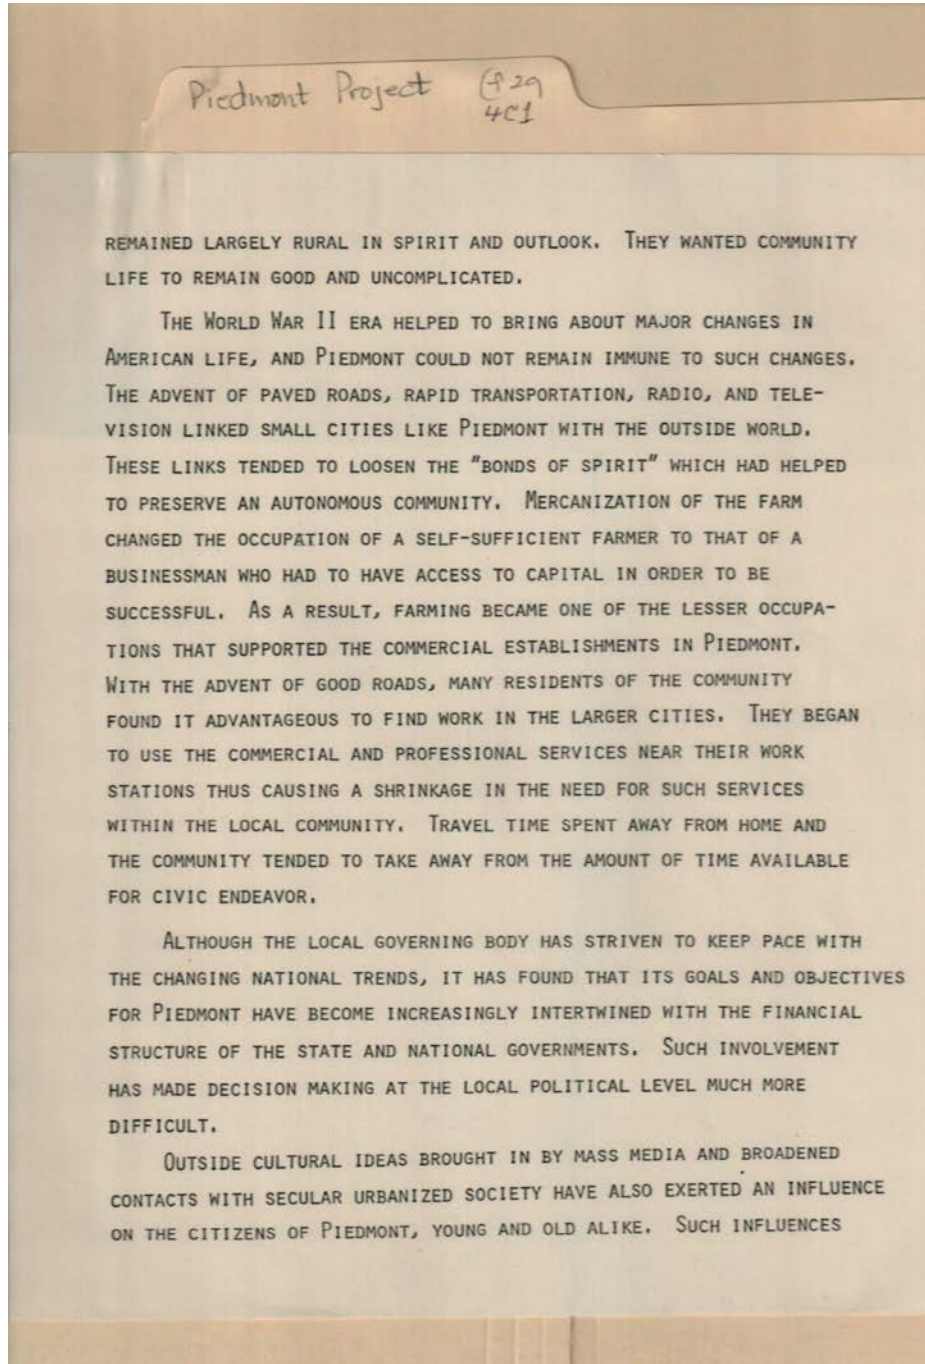 Piedmont Project
4C1
REMAINED LARGELY RURAL IN SPIRIT AND OUTLOOK. THEY WANTED COMMUNITY
LIFE TO REMAIN GOOD AND UNCOMPLICATED.
THE WORLD WAR II ERA HELPED TO BRING ABOUT MAJOR CHANGES IN
AMERICAN LIFE, AND PIEDMONT COULD NOT REMAIN IMMUNE TO SUCH CHANGES.
THE ADVENT OF PAVED ROADS, RAPID TRANSPORTATION, RADIO, AND TELE-
VISION LINKED SMALL CITIES LIKE PIEDMONT WITH THE OUTSIDE WORLD.
THESE LINKS TENDED TO LOOSEN THE "BONDS OF SPIRIT" WHICH HAD HELPED
TO PRESERVE AN AUTONOMOUS COMMUNITY. MERCANIZATION OF THE FARM
CHANGED THE OCCUPATION OF A SELF-SUFFICIENT FARMER TO THAT OF A
BUSINESSMAN WHO HAD TO HAVE ACCESS TO CAPITAL IN ORDER TO BE
SUCCESSFUL. AS A RESULT, FARMING BECAME ONE OF THE LESSER OCCUPA-
TIONS THAT SUPPORTED THE COMMERCIAL ESTABLISHMENTS IN PIEDMONT.
WITH THE ADVENT OF GOOD ROADS, MANY RESIDENTS OF THE COMMUNITY
FOUND IT ADVANTAGEOUS TO FIND WORK IN THE LARGER CITIES. THEY BEGAN
TO USE THE COMMERCIAL AND PROFESSIONAL SERVICES NEAR THEIR WORK
STATIONS THUS CAUSING A SHRINKAGE IN THE NEED FOR SUCH SERVICES
WITHIN THE LOCAL COMMUNITY. TRAVEL TIME SPENT AWAY FROM HOME AND
THE COMMUNITY TENDED TO TAKE AWAY FROM THE AMOUNT OF TIME AVAILABLE
FOR CIVIC ENDEAVOR.
ALTHOUGH THE LOCAL GOVERNING BODY HAS STRIVEN TO KEEP PACE WITH
THE CHANGING NATIONAL TRENDS, IT HAS FOUND THAT ITS GOALS AND OBJECTIVES
FOR PIEDMONT HAVE BECOME INCREASINGLY INTERTWINED WITH THE FINANCIAL
STRUCTURE OF THE STATE AND NATIONAL GOVERNMENTS. SUCH INVOLVEMENT
HAS MADE DECISION MAKING AT THE LOCAL POLITICAL LEVEL MUCH MORE
DIFFICULT.
OUTSIDE CULTURAL IDEAS BROUGHT IN BY MASS MEDIA AND BROADENED
CONTACTS WITH SECULAR URBANIZED SOCIETY HAVE ALSO EXERTED AN INFLUENCE
ON THE CITIZENS OF PIEDMONT, YOUNG AND OLD ALIKE. SUCH INFLUENCES